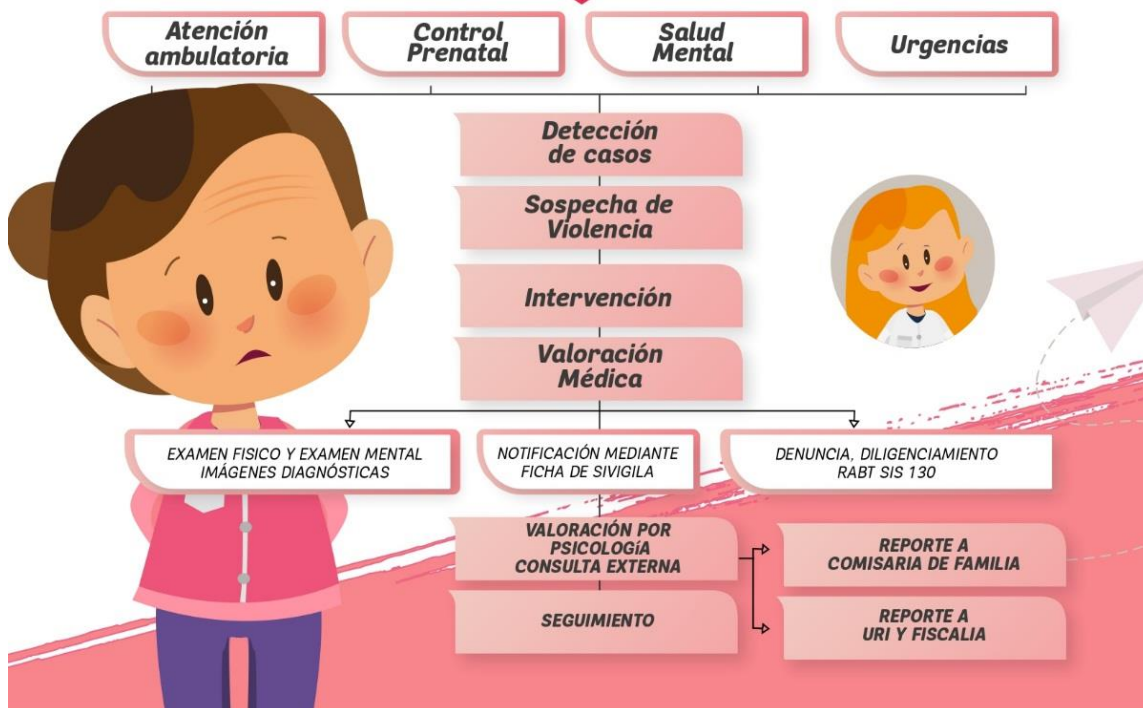 Atención
ambulatoria
Control
Prenatal
Salud
Mental
Urgencias
Detección
de casos
Sospecha de
Violencia
Intervención
Valoración
Médica
EXAMEN FISICO Y EXAMEN MENTAL
IMÁGENES DIAGNÓSTICAS
NOTIFICACIÓN MEDIANTE
FICHA DE SIVIGILA
DENUNCIA, DILIGENCIAMIENTO
RABT SIS 130
VALORACIÓN POR
PSICOLOGíA
CONSULTA EXTERNA
REPORTE A
COMISARIA DE FAMILIA
SEGUIMIENTO
REPORTE A
URI Y FISCALIA